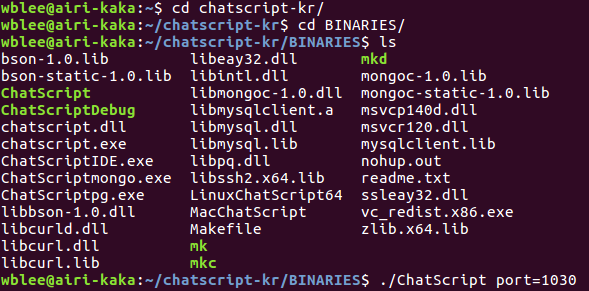 wblee@airi-kaka:~$ cd chatscript-kr/
wblee@airi-kaka:~/chatscript-kr$ cd BINARIES/
wblee@airi-kaka:~/chatscript-kr/BINARIES$ ls
bson-1.0.lib libeay32.dll mkd
bson-static-1.0.lib libintl.dll mongoc-1.0.lib
ChatScript libmongoc-1.0.dll mongoc-static-1.0.lib
ChatScriptDebug libmysqlclient.a msvcp140d.dll
chatscript.dll libmysql.dll msvcr120.dll
chatscript.exe libmysql.lib mysqlclient.lib
ChatScriptIDE.exe libpq.dll nohup.out
ChatScriptmongo.exe libssh2.x64.lib readme.txt
ChatScriptpg.exe LinuxChatScript64 ssleay32.dll
libbson-1.0.dll MacChatScript vc_redist.x86.exe
libcurld.dll Makefile zlib.x64.lib
libcurl.dll mk
libcurl.lib mkc
wblee@airi-kaka:~/chatscript-kr/BINARIES$ ./ChatScript port=1030